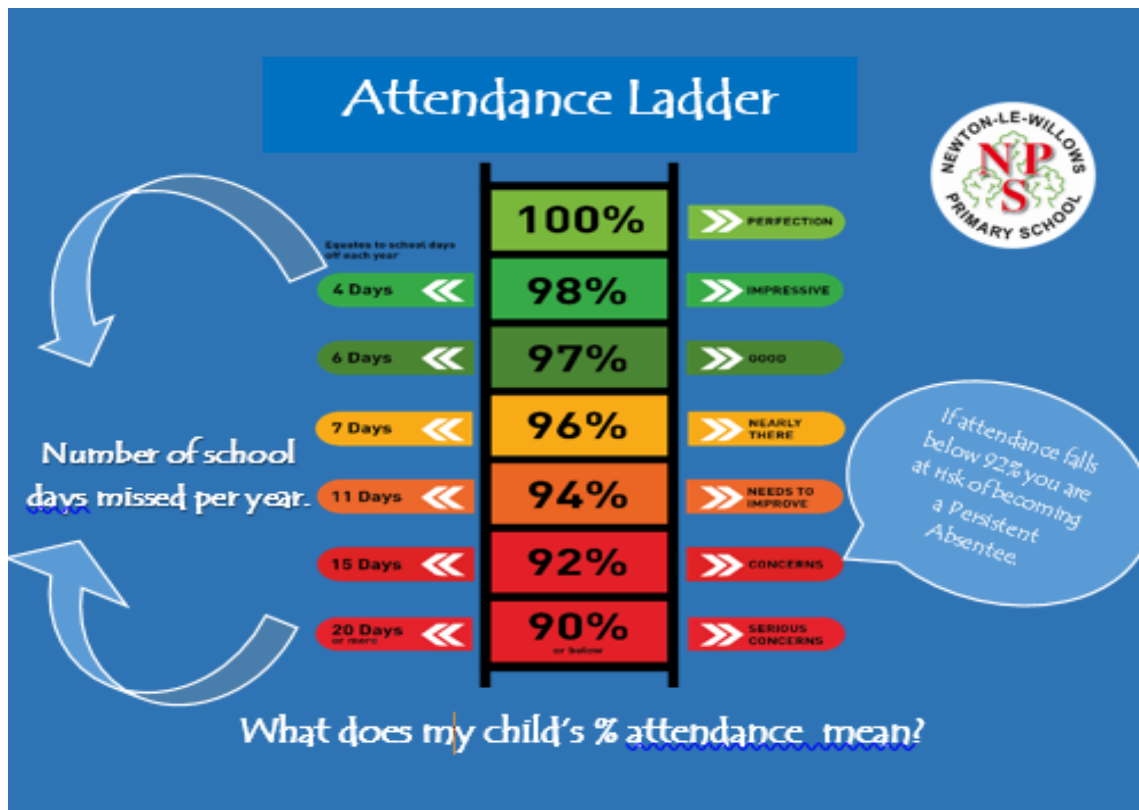 Attendance Ladder
NEWTON-LE-WILLOWS
NPS
PRIMARY SCHOOL
100%
PERFECTION
Equates to school days
off each year
4 Days
98%
IMPRESSIVE
6 Days
97%
GOOD
7 Days
96%
NEARLY
THERE
Number of school
days missed per year.
11 Days
94%
NEEDS TO
IMPROVE
If attendance falls
below 92% you are
at risk of becoming
a Persistent
Absentee.
15 Days
92%
CONCERNS
20 Days
or more
90%
or below
SERIOUS
CONCERNS
What does my child's % attendance mean?